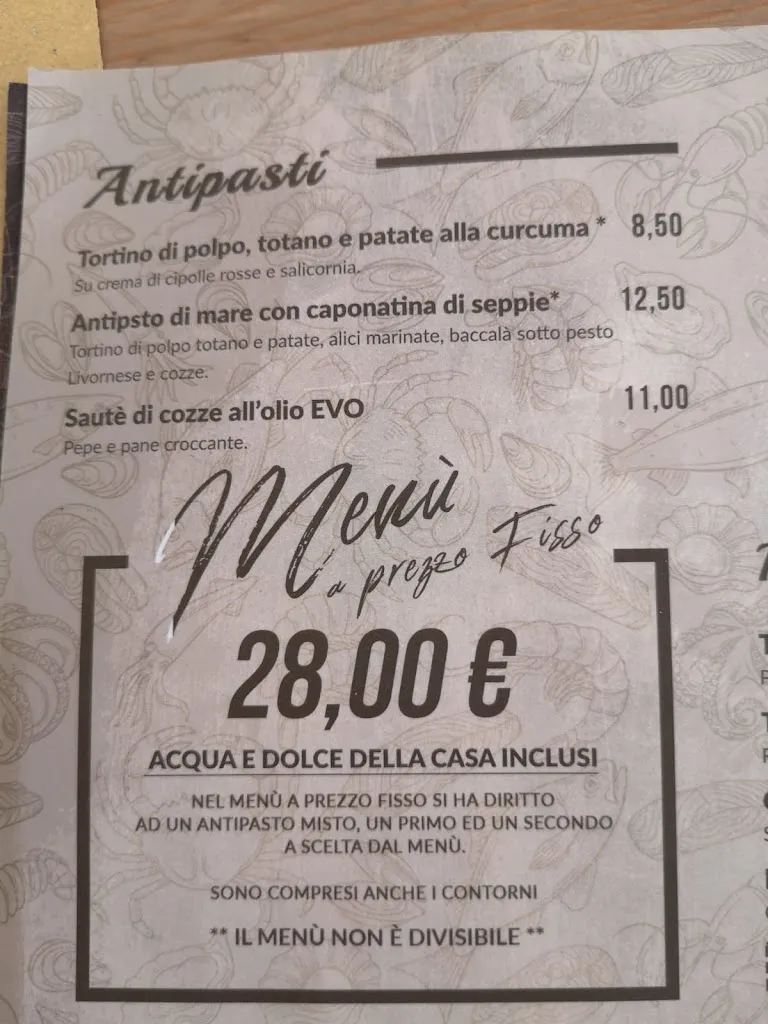 Antipasti
Tortino di polpo, totano e patate alla curcuma * 8,50
Su crema di cipolle rosse e salicornia.
Antipsto di mare con caponatina di seppie* 12,50
Tortino di polpo totano e patate, alici marinate, baccalà sotto pesto
Livornese e cozze.
Sautè di cozze all'olio EVO 11,00
Pepe e pane croccante.
Menù
a prezzo Fisso
28,00 €
ACQUA E DOLCE DELLA CASA INCLUSI
NEL MENÙ A PREZZO FISSO SI HA DIRITTO
AD UN ANTIPASTO MISTO, UN PRIMO ED UN SECONDO
A SCELTA DAL MENÙ.
SONO COMPRESI ANCHE I CONTORNI
** IL MENÙ NON È DIVISIBILE **